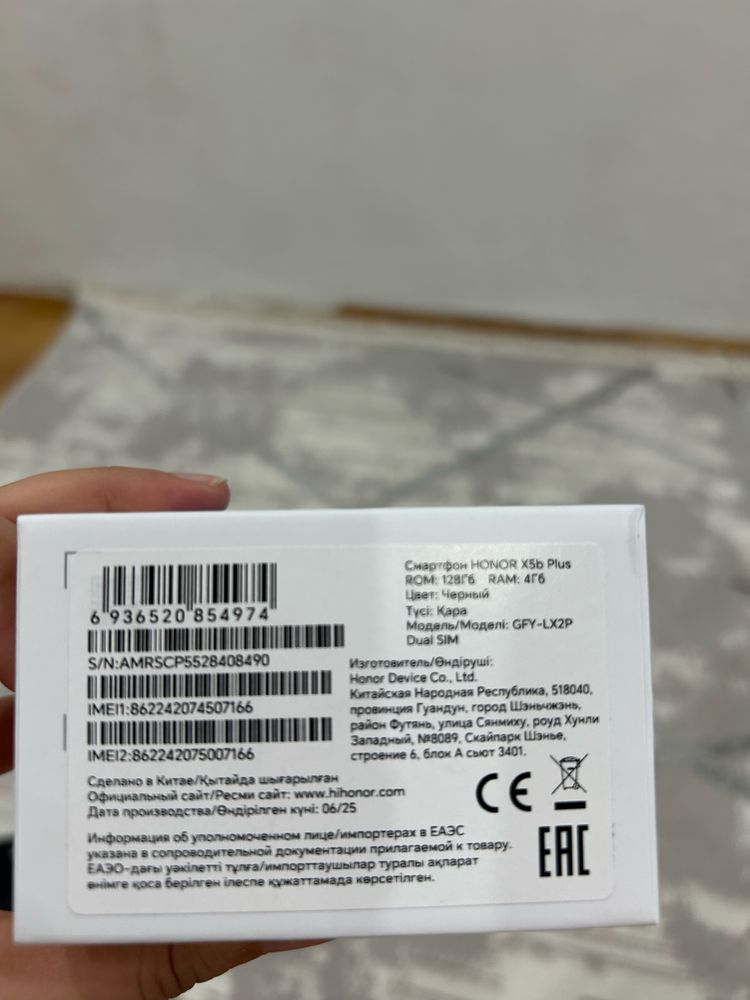 6 936520 854974
S/N:AMRSCP5528408490
IMEI1:862242074507166
IMEI2:862242075007166
Смартфон HONOR X5b Plus
ROM: 128Гб RAM: 4Гб
Цвет: Черный
Түсі: Қара
Модель/Моделі: GFY-LX2P
Dual SIM
Изготовитель/Өндіруші:
Honor Device Co., Ltd.
Китайская Народная Республика, 518040,
провинция Гуандун, город Шэньчжэнь,
район Футянь, улица Сянмиху, роуд Хунли
Западный, №8089, Скайпарк Шэнье,
строение 6, блок А сьют 3401.
Сделано в Китае/Қытайда шығарылған
Официальный сайт/Ресми сайт: www.hihonor.com
Дата производства/Өндірілген күні: 06/25
CE
Информация об уполномоченном лице/импортерах в ЕАЭС
указана в сопроводительной документации прилагаемой к товару.
ЕАЭО-дағы уәкілетті тұлға/импорттаушылар туралы ақпарат
өнімге қоса берілген ілеспе құжаттамада көрсетілген.
EAC